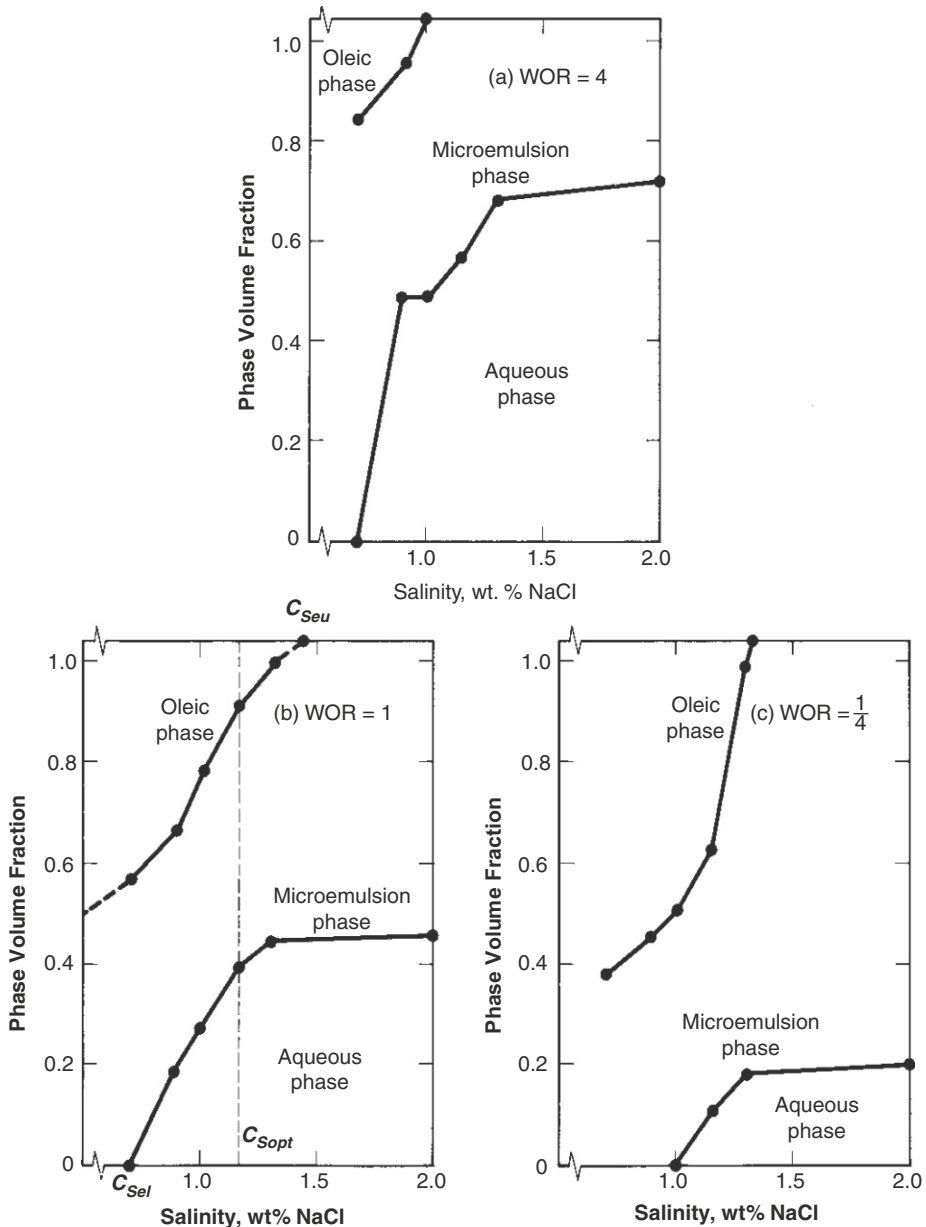 1.0
0.8
0.6
0.4
0.2
0
Phase Volume Fraction
Oleic
phase
(a) WOR = 4
Microemulsion
phase
Aqueous
phase
1.0
1.5
2.0
Salinity, wt. % NaCl
C_Seu
1.0
0.8
0.6
0.4
0.2
0
Phase Volume Fraction
Oleic
phase
(b) WOR = 1
Microemulsion
phase
Aqueous
phase
C_Sopt
C_Sel
1.0
1.5
2.0
Salinity, wt% NaCl
1.0
0.8
0.6
0.4
0.2
0
Phase Volume Fraction
Oleic
phase
(c) WOR = 1/4
Microemulsion
phase
Aqueous
phase
1.0
1.5
2.0
Salinity, wt% NaCl